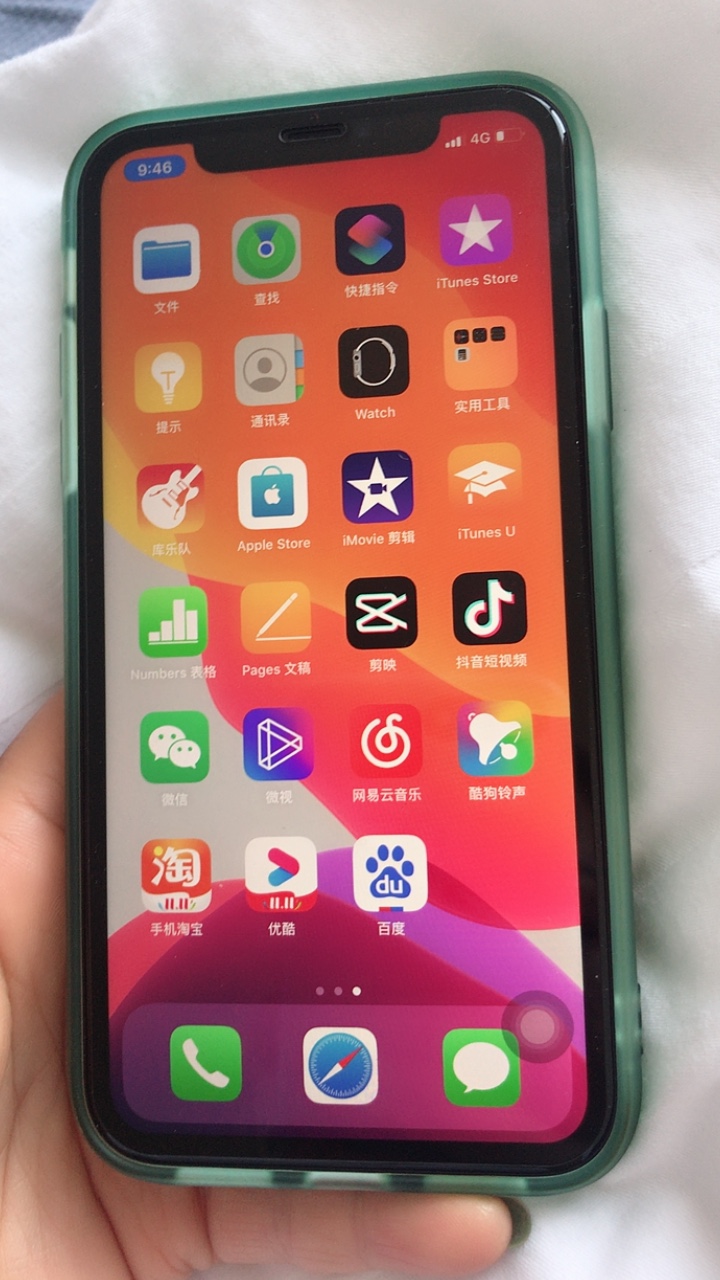 9:46
4G
文件
查找
快捷指令
iTunes Store
提示
通讯录
Watch
实用工具
库乐队
Apple Store
iMovie 剪辑
iTunes U
Numbers 表格
Pages 文稿
剪映
抖音短视频
微信
微视
网易云音乐
酷狗铃声
淘
11.11
手机淘宝
11.11
优酷
du
百度